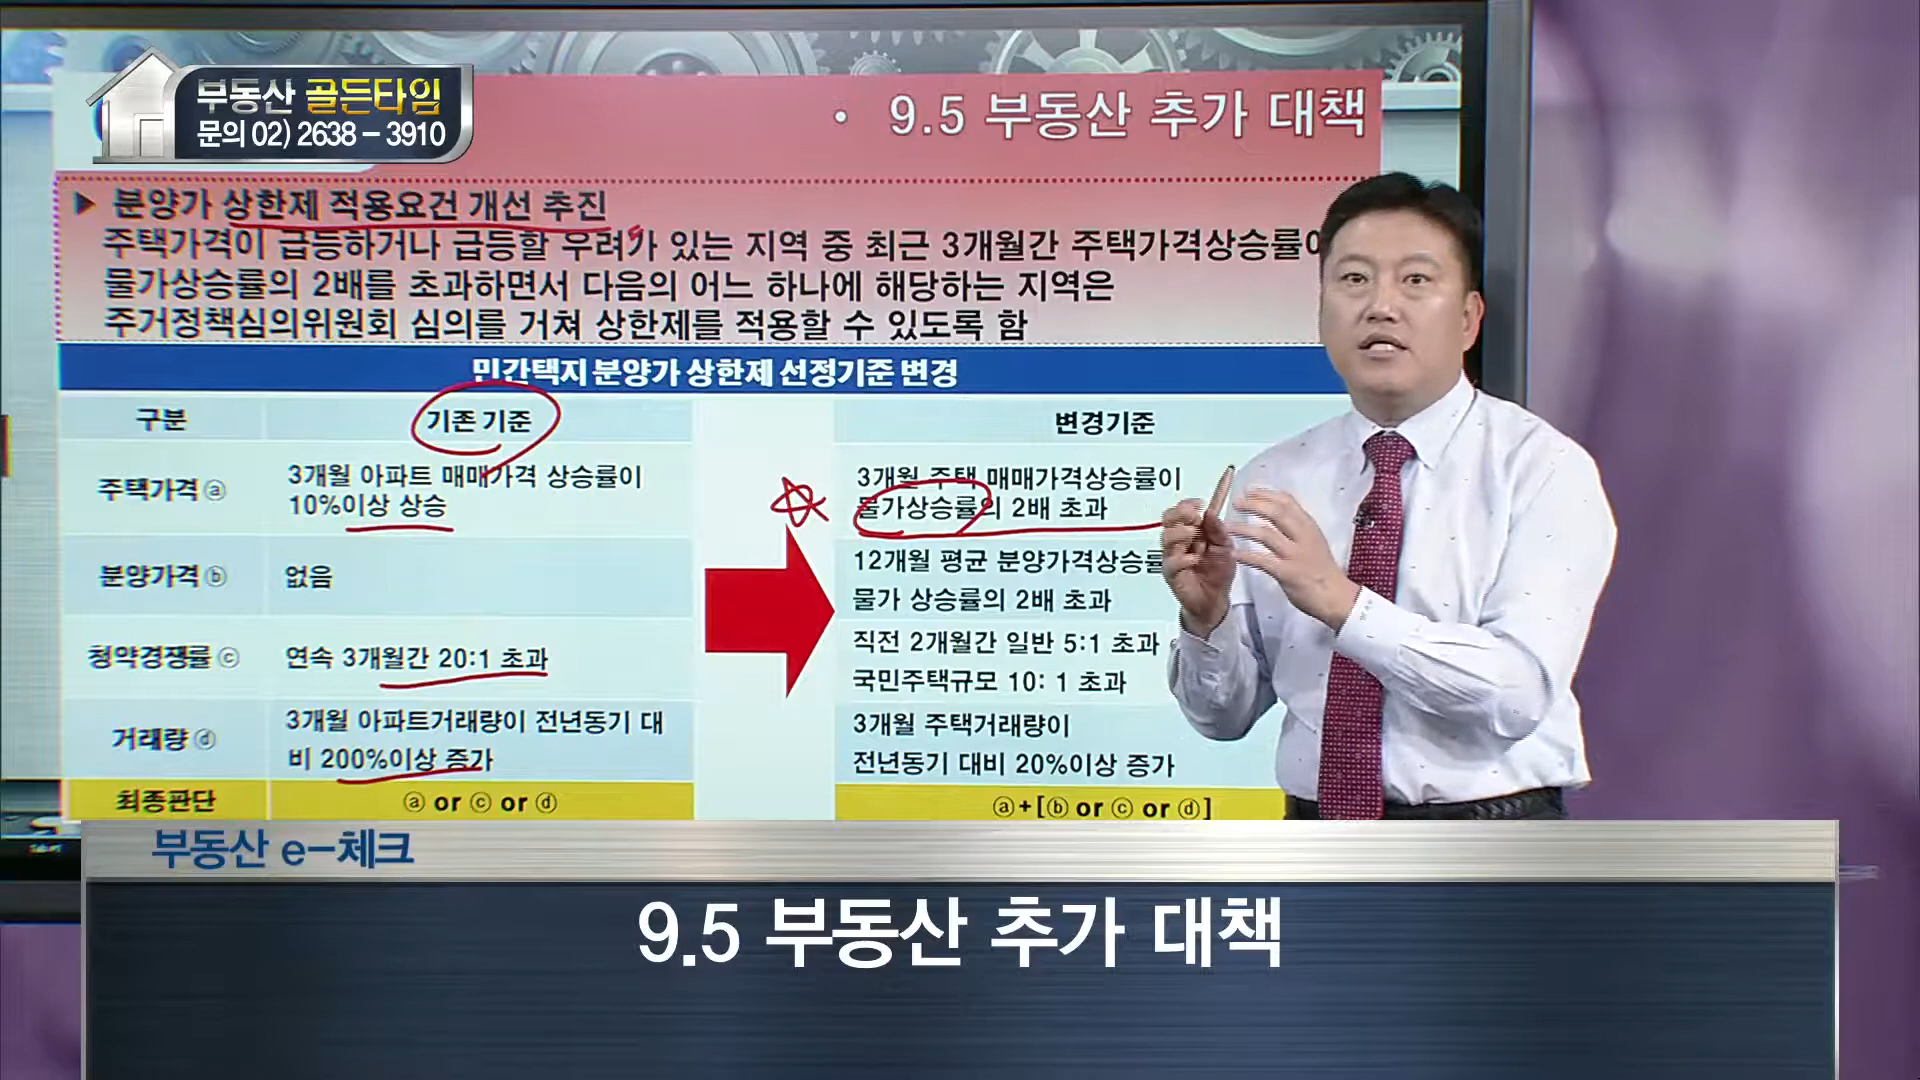 부동산 골든타임
문의 02) 2638-3910
• 9.5 부동산 추가 대책
▶ 분양가 상한제 적용요건 개선 추진
주택가격이 급등하거나 급등할 우려가 있는 지역 중 최근 3개월간 주택가격상승률이
물가상승률의 2배를 초과하면서 다음의 어느 하나에 해당하는 지역은
주거정책심의위원회 심의를 거쳐 상한제를 적용할 수 있도록 함
민간택지 분양가 상한제 선정기준 변경
구분 기존 기준 변경기준
주택가격 ⓐ
3개월 아파트 매매가격 상승률이
10%이상 상승
3개월 주택 매매가격상승률이
물가상승률의 2배 초과
분양가격 ⓑ
없음
12개월 평균 분양가격상승률
물가 상승률의 2배 초과
청약경쟁률 ⓒ
연속 3개월간 20:1 초과
직전 2개월간 일반 5:1 초과
국민주택규모 10: 1 초과
거래량 ⓓ
3개월 아파트거래량이 전년동기 대
비 200%이상 증가
3개월 주택거래량이
전년동기 대비 20%이상 증가
최종판단 ⓐ or ⓒ or ⓓ ⓐ+[ⓑ or ⓒ or ⓓ]
부동산 e-체크
9.5 부동산 추가 대책